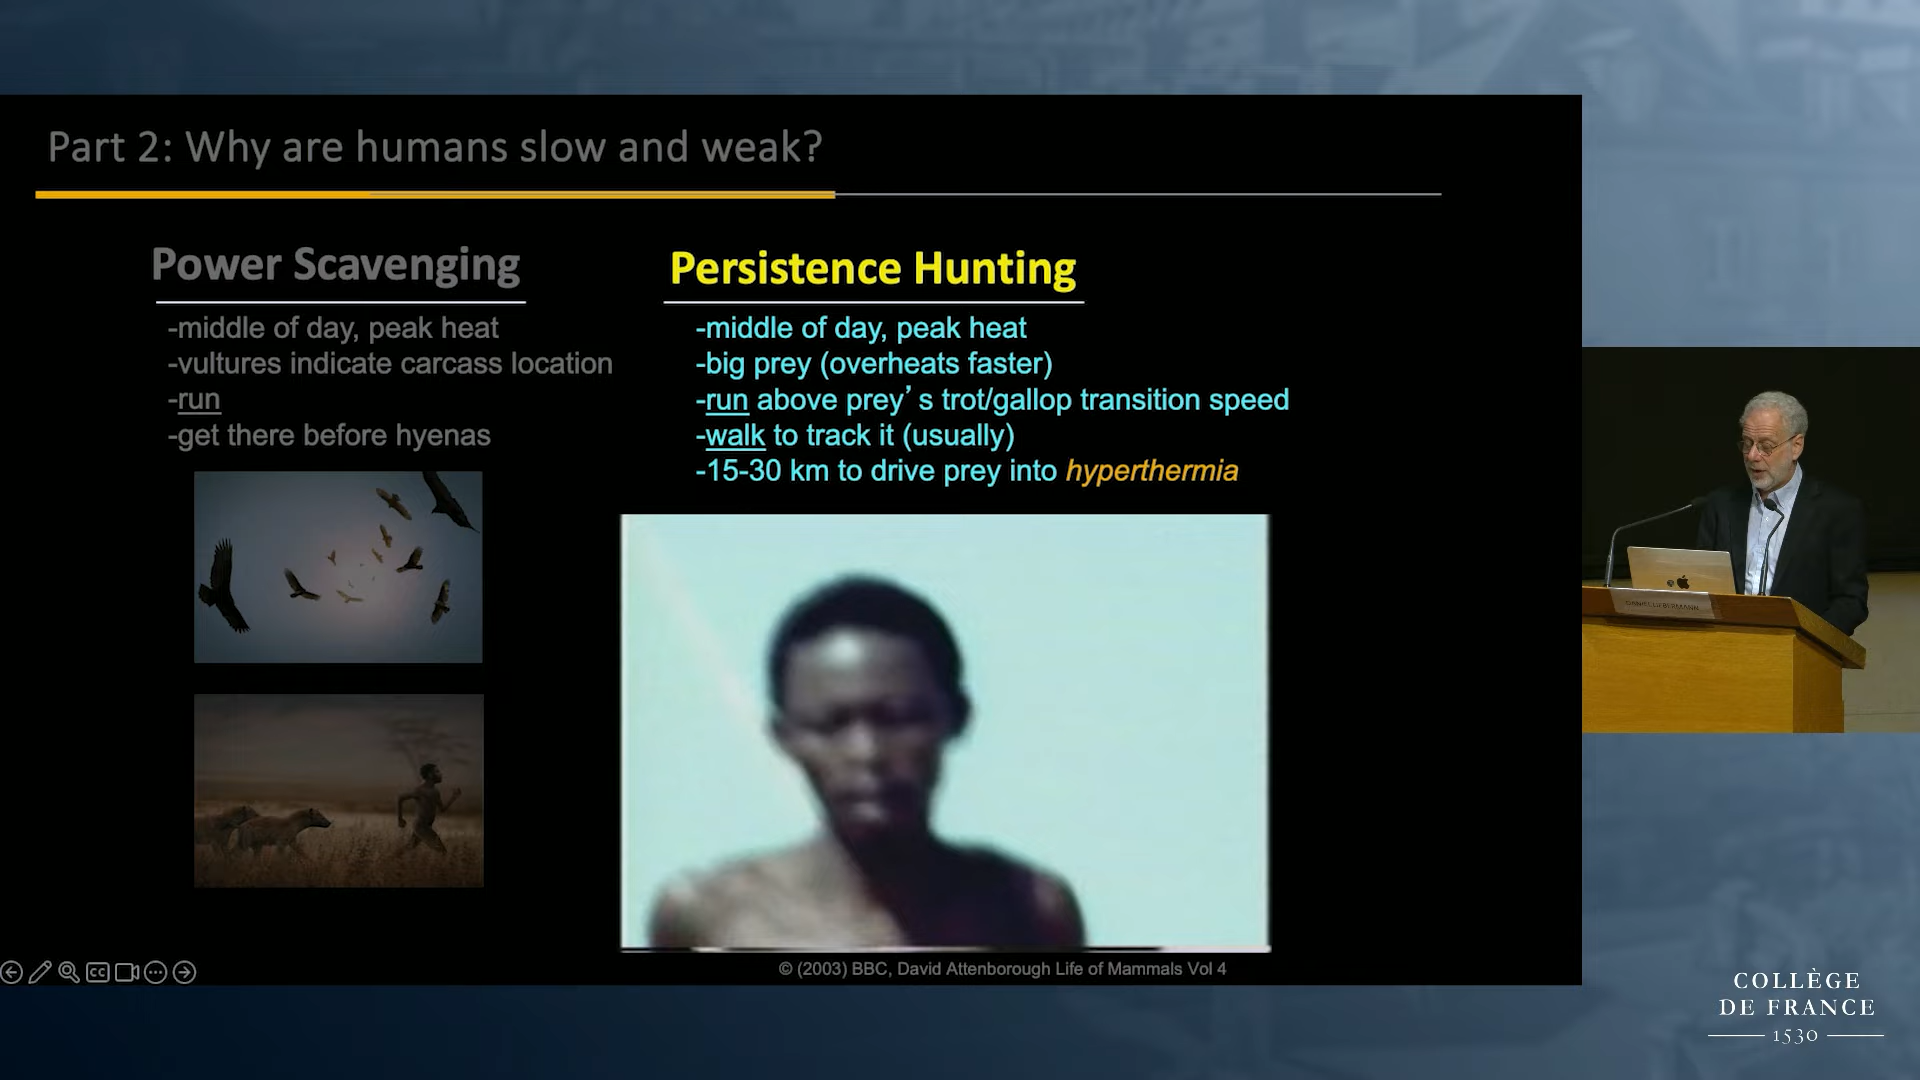 Part 2: Why are humans slow and weak?
Power Scavenging
-middle of day, peak heat
-vultures indicate carcass location
-run
-get there before hyenas
Persistence Hunting
-middle of day, peak heat
-big prey (overheats faster)
-run above prey’s trot/gallop transition speed
-walk to track it (usually)
-15-30 km to drive prey into hyperthermia
© (2003) BBC, David Attenborough Life of Mammals Vol 4
CC
DANIEL LIEBERMANN
COLLÈGE
DE FRANCE
1530